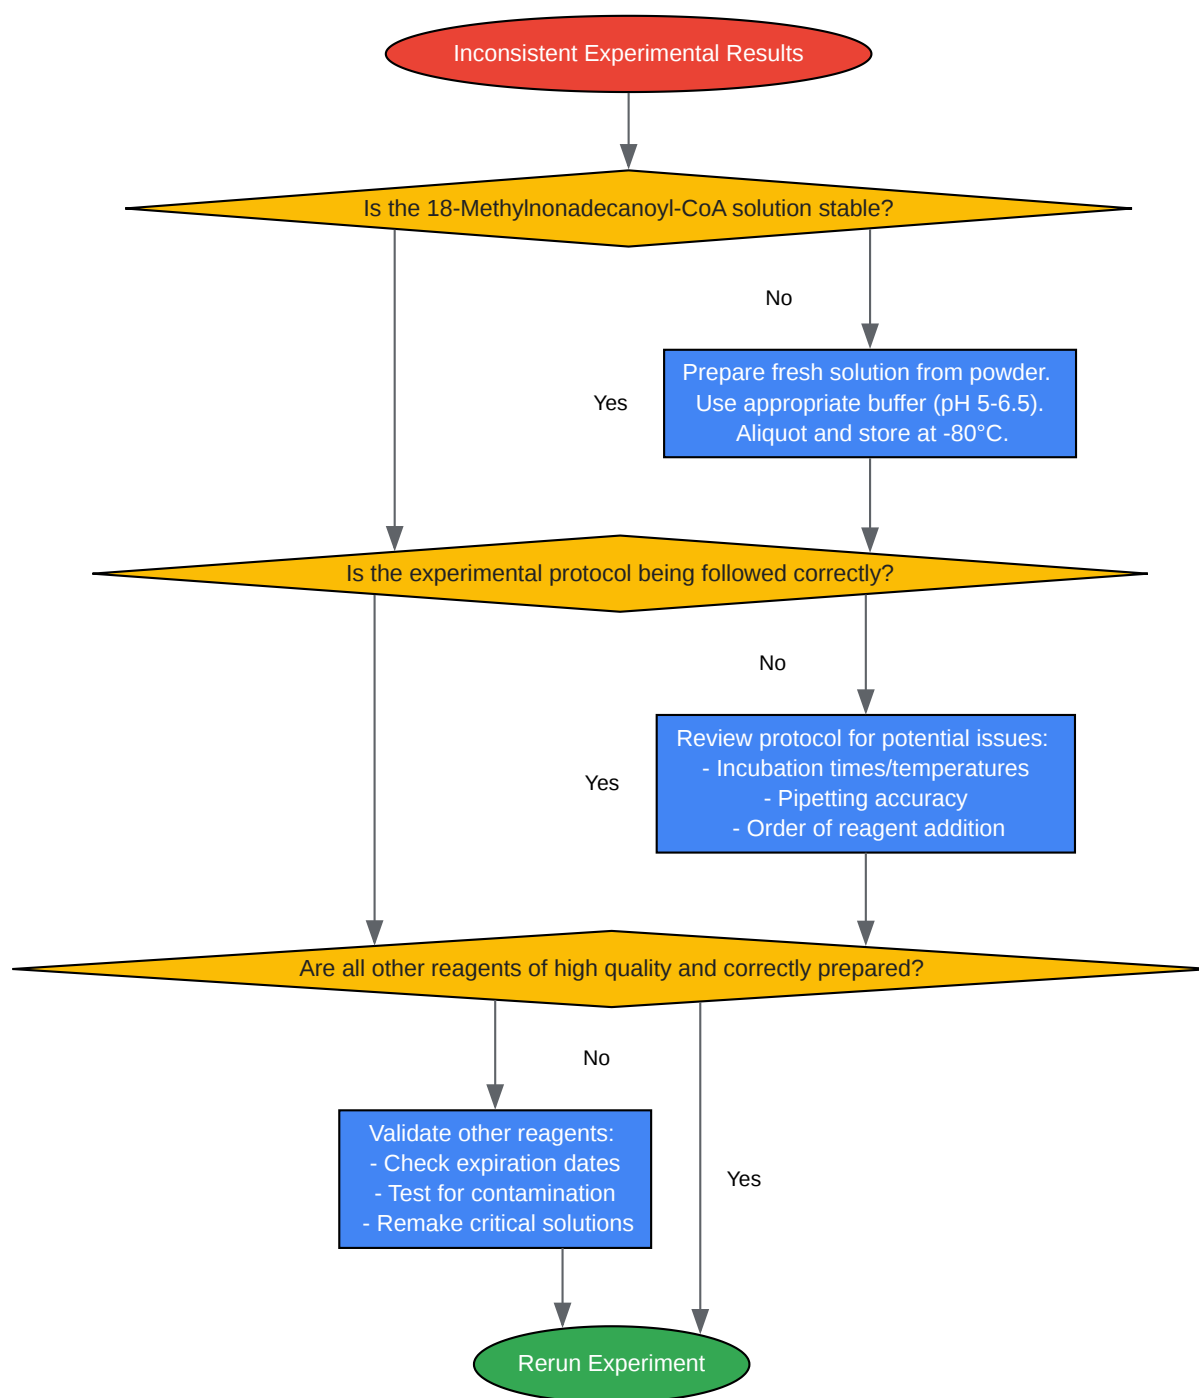 Inconsistent Experimental Results
Is the 18-Methylnonadecanoyl-CoA solution stable?
No
Prepare fresh solution from powder.
Use appropriate buffer (pH 5-6.5).
Aliquot and store at -80°C.
Yes
Is the experimental protocol being followed correctly?
No
Review protocol for potential issues:
- Incubation times/temperatures
- Pipetting accuracy
- Order of reagent addition
Yes
Are all other reagents of high quality and correctly prepared?
No
Validate other reagents:
- Check expiration dates
- Test for contamination
- Remake critical solutions
Yes
Rerun Experiment